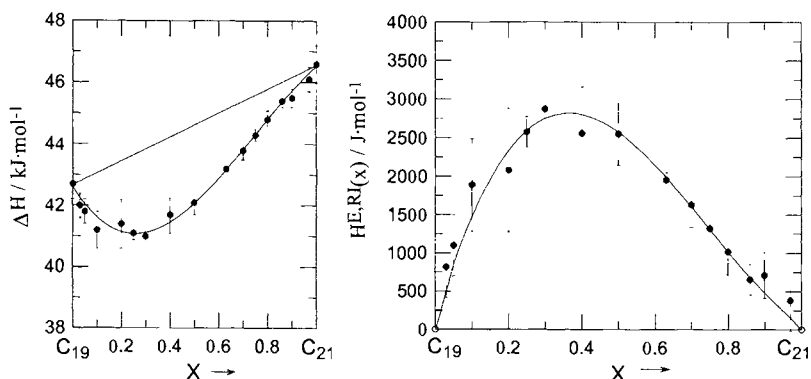 ΔH / kJ·mol⁻¹
48
46
44
42
40
38
C₁₉ 0.2 0.4 0.6 0.8 C₂₁
X →
H^E,RI(x) / J·mol⁻¹
4000
3500
3000
2500
2000
1500
1000
500
0
C₁₉ 0.2 0.4 0.6 0.8 C₂₁
X →